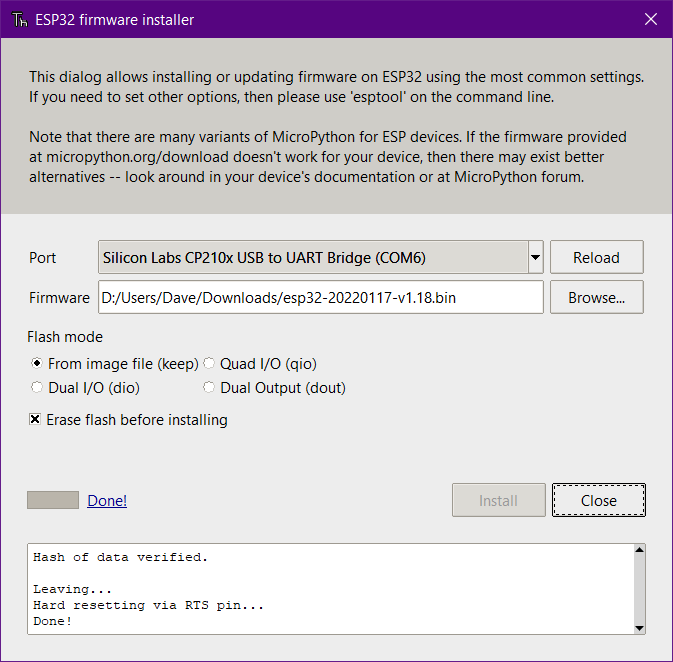 Th ESP32 firmware installer
This dialog allows installing or updating firmware on ESP32 using the most common settings.
If you need to set other options, then please use 'esptool' on the command line.
Note that there are many variants of MicroPython for ESP devices. If the firmware provided
at micropython.org/download doesn't work for your device, then there may exist better
alternatives -- look around in your device's documentation or at MicroPython forum.
Port Silicon Labs CP210x USB to UART Bridge (COM6) Reload
Firmware D:/Users/Dave/Downloads/esp32-20220117-v1.18.bin Browse...
Flash mode
From image file (keep) Quad I/O (qio)
Dual I/O (dio) Dual Output (dout)
Erase flash before installing
Done! Install Close
Hash of data verified.
Leaving...
Hard resetting via RTS pin...
Done!